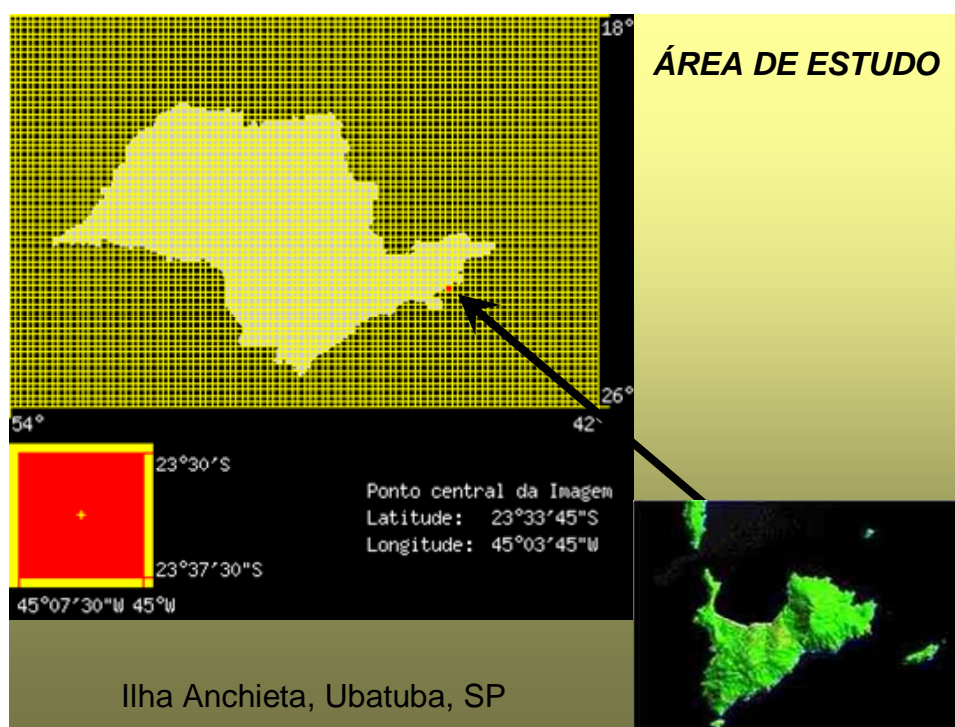 18°
ÁREA DE ESTUDO
26°
54° 42`
23°30'S
Ponto central da Imagem
Latitude: 23°33'45"S
Longitude: 45°03'45"W
23°37'30"S
45°07'30"W 45°W
Ilha Anchieta, Ubatuba, SP